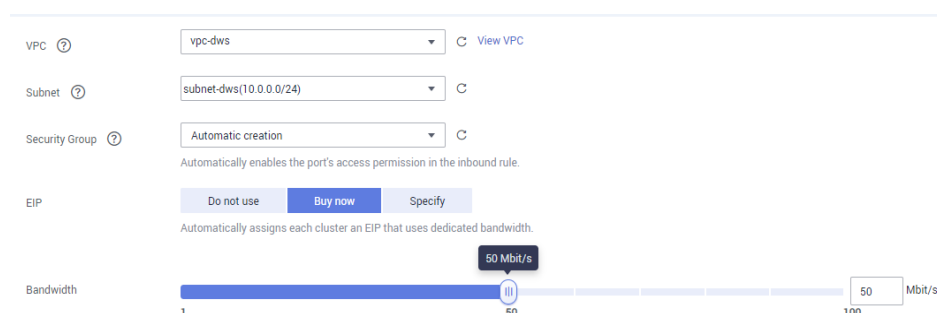 VPC ? vpc-dws View VPC
Subnet ? subnet-dws(10.0.0.0/24)
Security Group ? Automatic creation
Automatically enables the port's access permission in the inbound rule.
EIP Do not use Buy now Specify
Automatically assigns each cluster an EIP that uses dedicated bandwidth.
50 Mbit/s
Bandwidth 50 Mbit/s
1 50 100